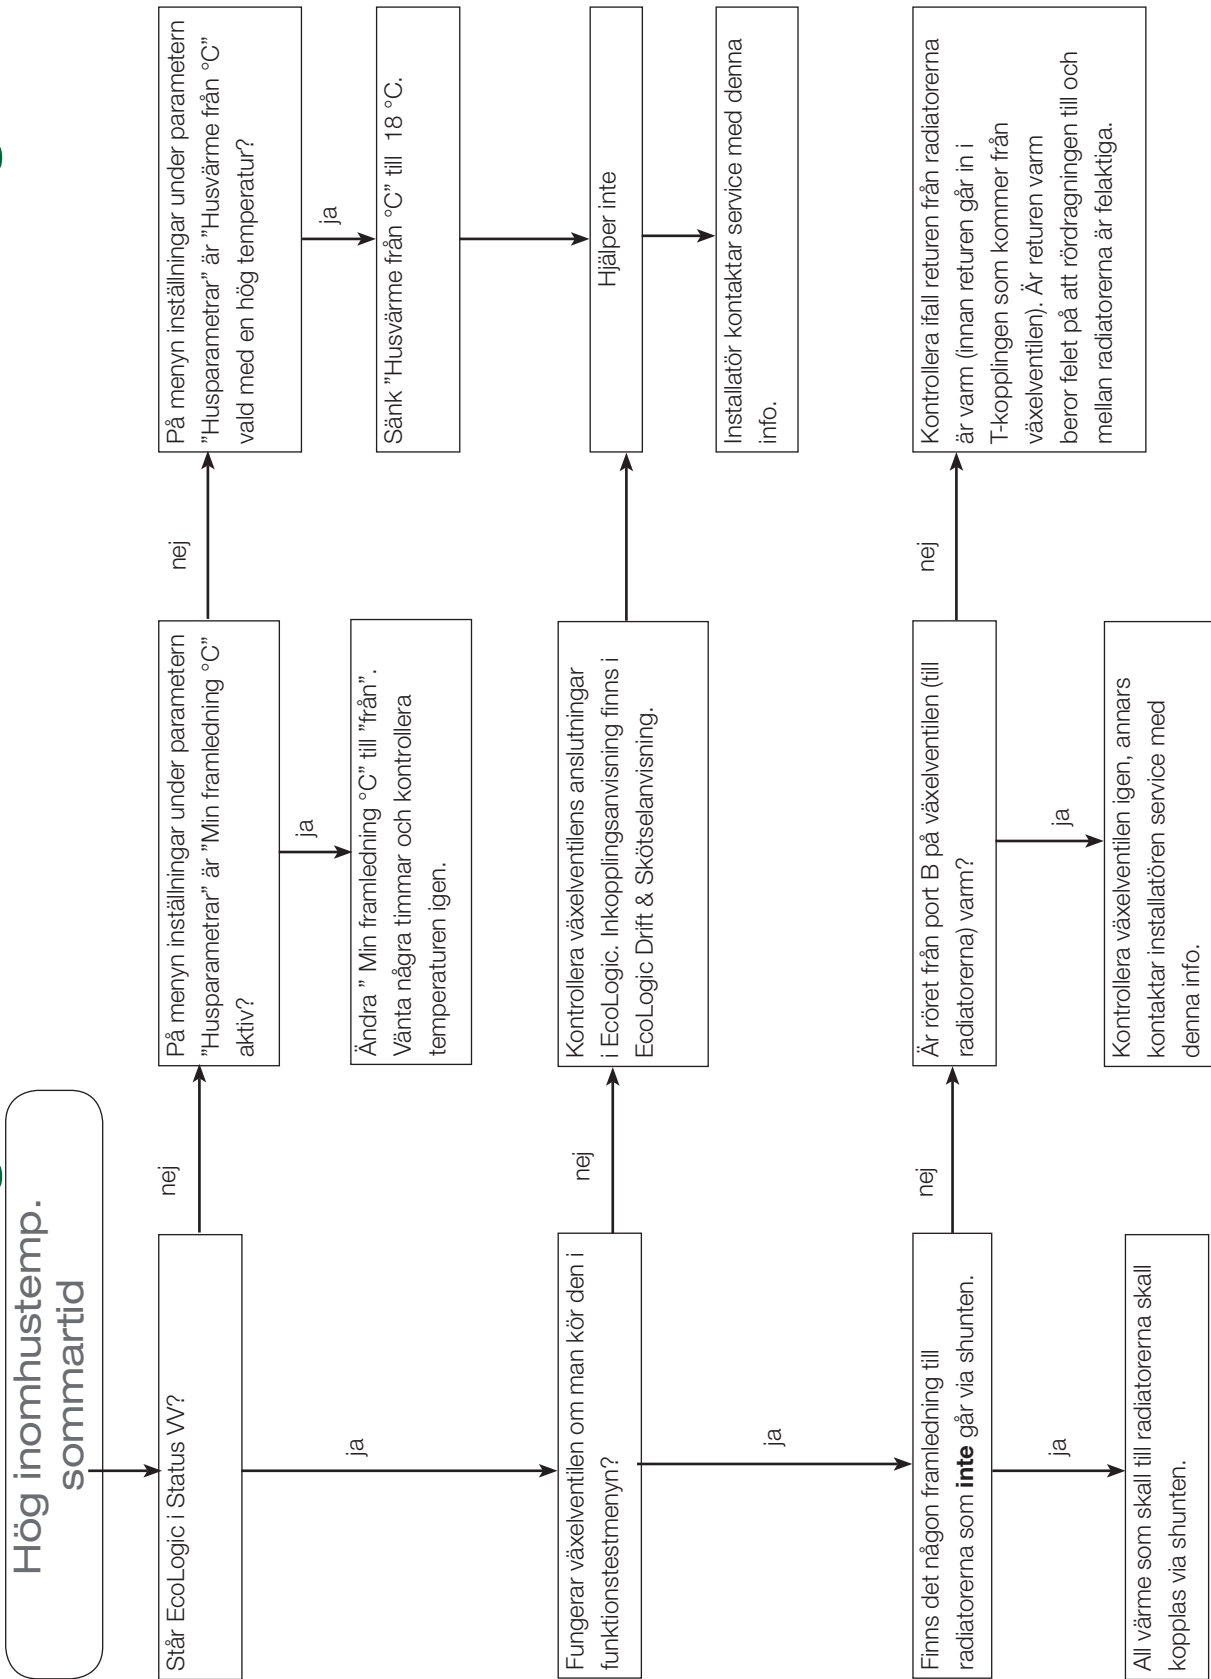 Hög inomhustemp.
sommartid
Står EcoLogic i Status VV?
nej
På menyn inställningar under parametern
"Husparametrar" är "Min framledning °C"
aktiv?
nej
På menyn inställningar under parametern
"Husparametrar" är "Husvärme från °C"
vald med en hög temperatur?
ja
Ändra " Min framledning °C" till "från".
Vänta några timmar och kontrollera
temperaturen igen.
ja
Sänk "Husvärme från °C" till 18 °C.
ja
Fungerar växelventilen om man kör den i
funktionstestmenyn?
nej
Kontrollera växelventilens anslutningar
i EcoLogic. Inkopplingsanvisning finns i
EcoLogic Drift & Skötselanvisning.
Hjälper inte
Installatör kontaktar service med denna
info.
ja
Finns det någon framledning till
radiatorerna som inte går via shunten.
nej
Är röret från port B på växelventilen (till
radiatorerna) varm?
nej
Kontrollera ifall returen från radiatorerna
är varm (innan returen går in i
T-kopplingen som kommer från
växelventilen). Är returen varm
beror felet på att rördragningen till och
mellan radiatorerna är felaktiga.
ja
All värme som skall till radiatorerna skall
kopplas via shunten.
ja
Kontrollera växelventilen igen, annars
kontaktar installatören service med
denna info.